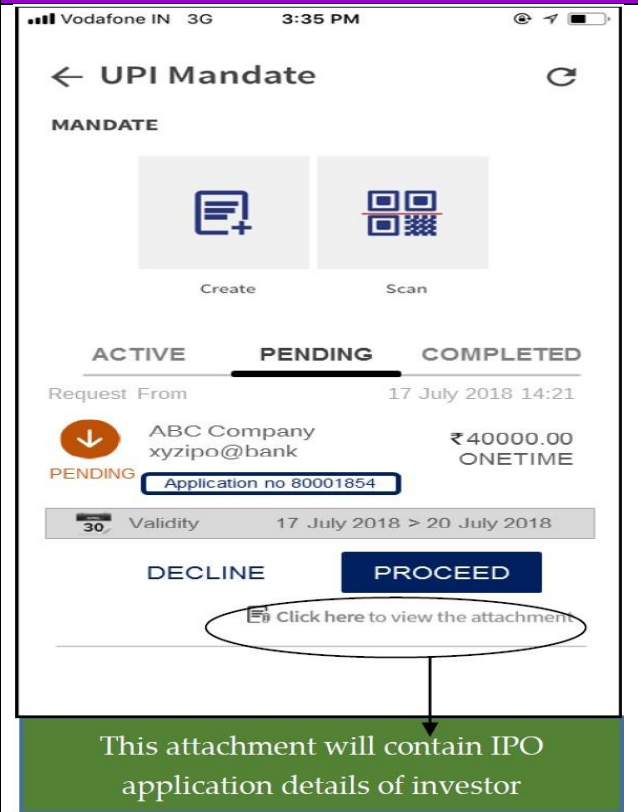 Vodafone IN 3G 3:35 PM
← UPI Mandate
MANDATE
Create Scan
ACTIVE PENDING COMPLETED
Request From 17 July 2018 14:21
ABC Company ₹40000.00
xyzipo@bank ONETIME
PENDING
Application no 80001854
30 Validity 17 July 2018 > 20 July 2018
DECLINE PROCEED
Click here to view the attachment
This attachment will contain IPO
application details of investor